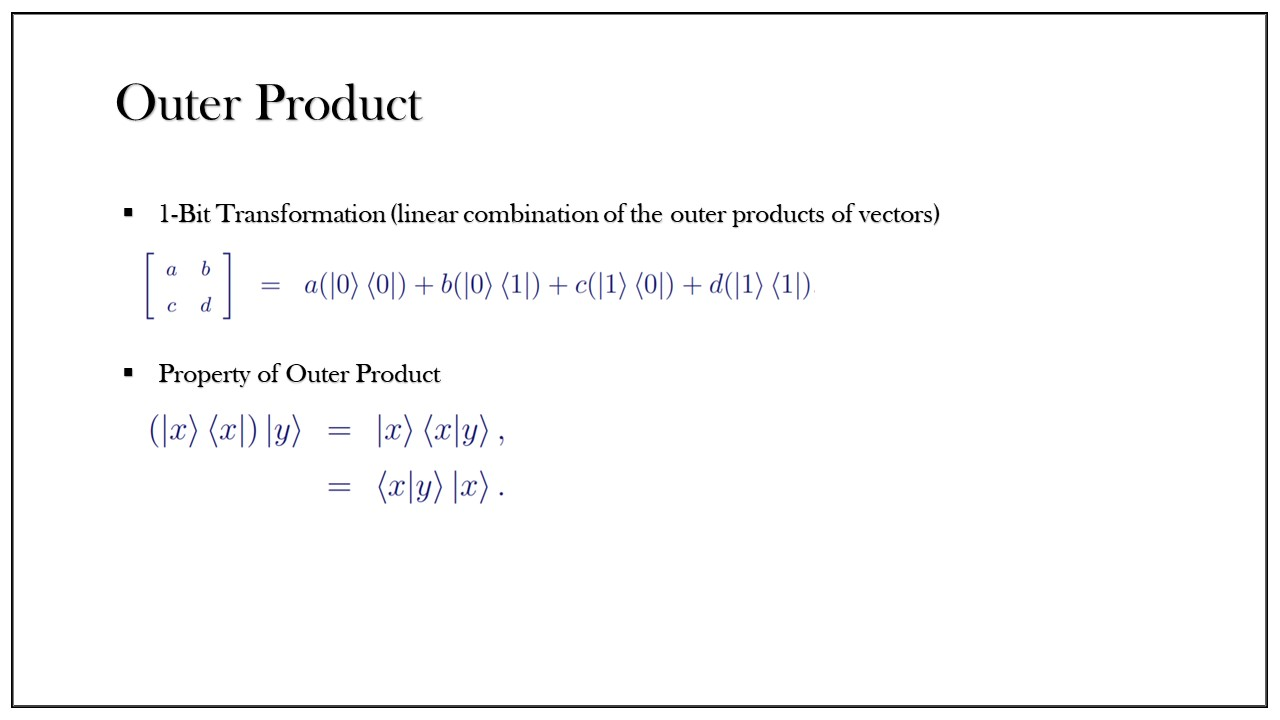 Outer Product
▪ 1-Bit Transformation (linear combination of the outer products of vectors)
[ a b ; c d ] = a(|0⟩ ⟨0|) + b(|0⟩ ⟨1|) + c(|1⟩ ⟨0|) + d(|1⟩ ⟨1|).
▪ Property of Outer Product
(|x⟩ ⟨x|) |y⟩ = |x⟩ ⟨x|y⟩ ,
= ⟨x|y⟩ |x⟩ .